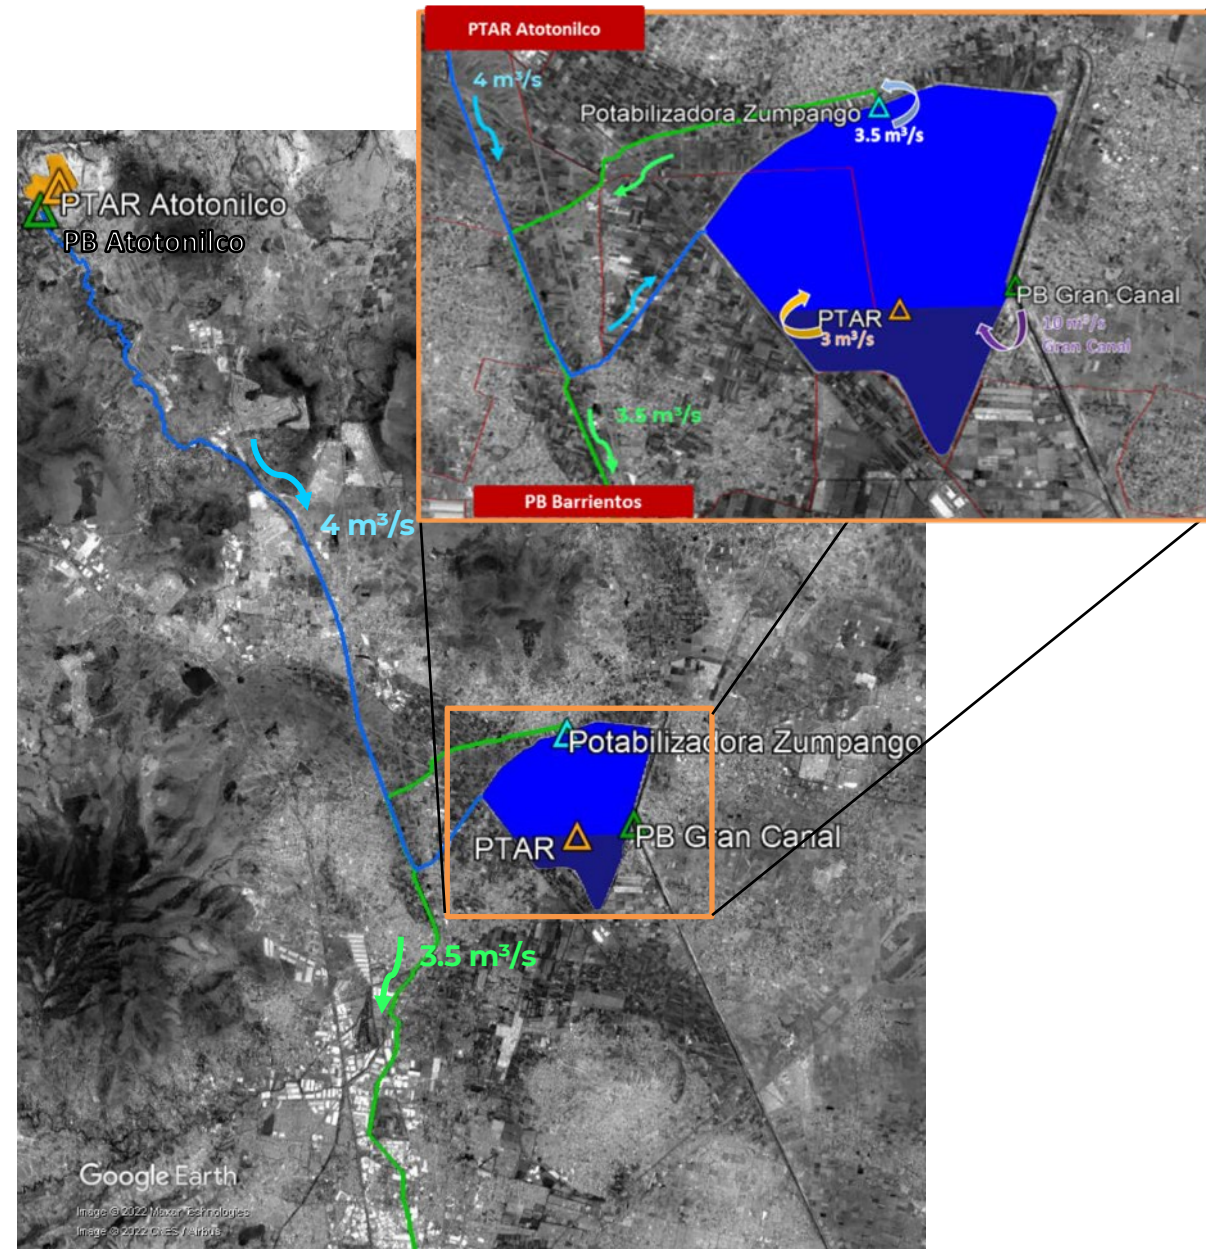 PTAR Atotonilco
4 m³/s
Potabilizadora Zumpango
3.5 m³/s
PB Gran Canal
10 m³/s
Gran Canal
PTAR
3 m³/s
3.5 m³/s
PB Barrientos
PTAR Atotonilco
PB Atotonilco
4 m³/s
Potabilizadora Zumpango
PTAR
PB Gran Canal
3.5 m³/s
Google Earth
Image © 2022 Maxar Technologies
Image © 2022 CNES / Airbus